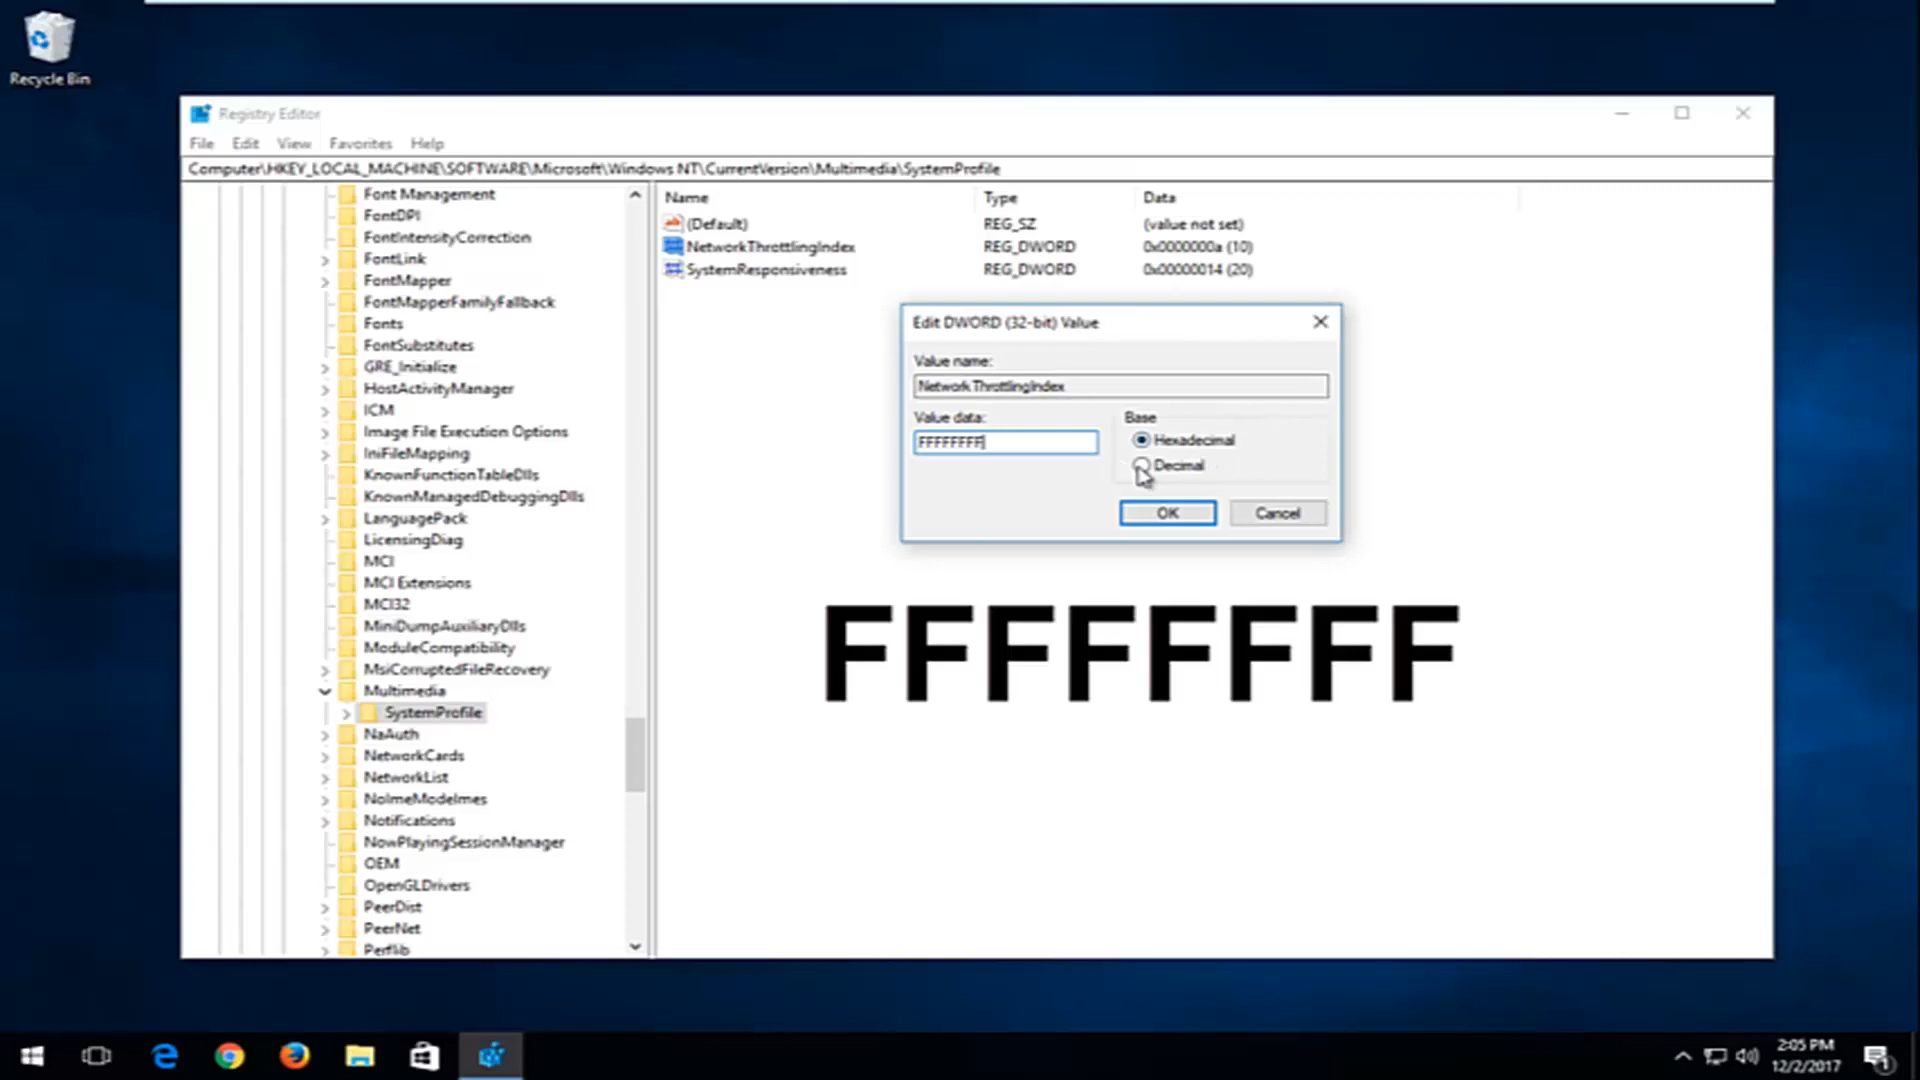 Recycle Bin
Registry Editor
File Edit View Favorites Help
Computer\HKEY_LOCAL_MACHINE\SOFTWARE\Microsoft\Windows NT\CurrentVersion\Multimedia\SystemProfile
Font Management
FontDPI
FontIntensityCorrection
FontLink
FontMapper
FontMapperFamilyFallback
Fonts
FontSubstitutes
GRE_Initialize
HostActivityManager
ICM
Image File Execution Options
IniFileMapping
KnownFunctionTableDlls
KnownManagedDebuggingDlls
LanguagePack
LicensingDiag
MCI
MCI Extensions
MCI32
MiniDumpAuxiliaryDlls
ModuleCompatibility
MsiCorruptedFileRecovery
Multimedia
SystemProfile
NaAuth
NetworkCards
NetworkList
NoImeModeImes
Notifications
NowPlayingSessionManager
OEM
OpenGLDrivers
PeerDist
PeerNet
Perflib
Name Type Data
(Default) REG_SZ (value not set)
NetworkThrottlingIndex REG_DWORD 0x0000000a (10)
SystemResponsiveness REG_DWORD 0x00000014 (20)
Edit DWORD (32-bit) Value
Value name:
NetworkThrottlingIndex
Value data:
FFFFFFFF
Base
Hexadecimal
Decimal
OK Cancel
FFFFFFFF
2:05 PM
12/2/2017
1